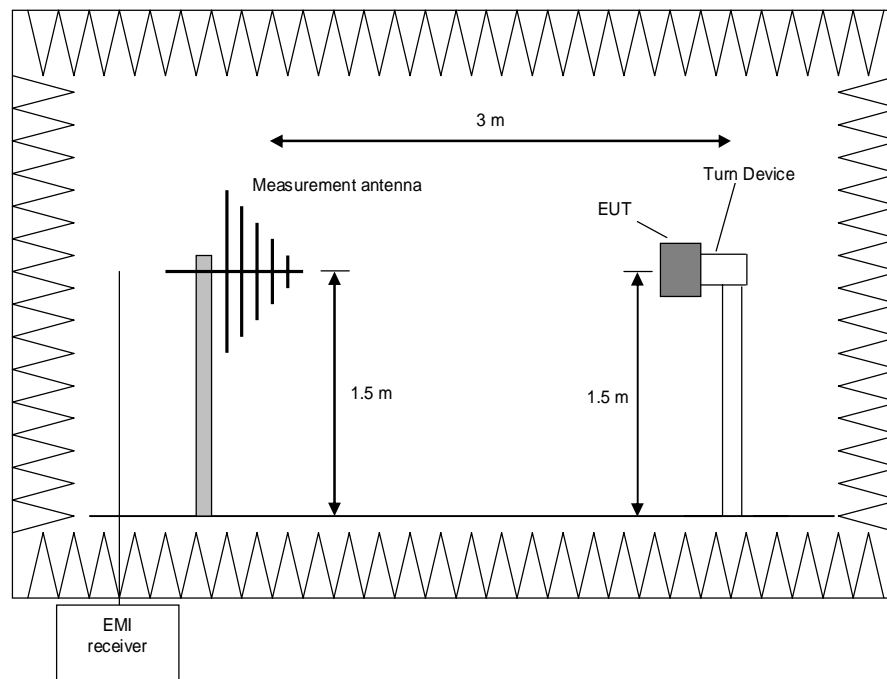 3 m
Measurement antenna
Turn Device
EUT
1.5 m
1.5 m
EMI
receiver